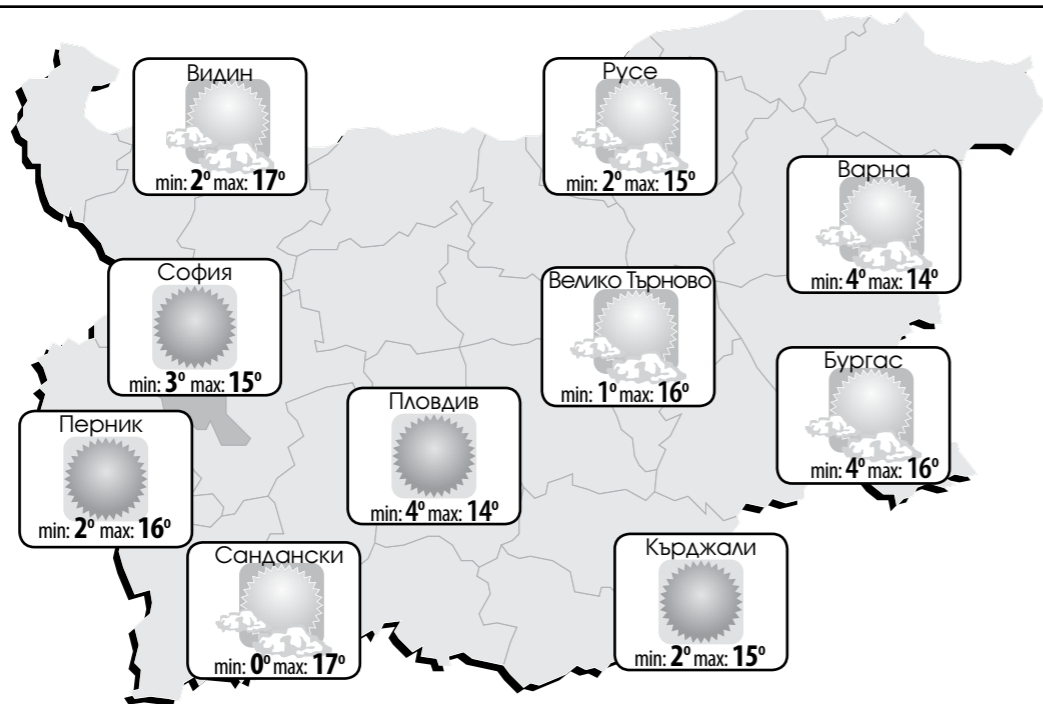 Видин
min: 2° max: 17°
Русе
min: 2° max: 15°
Варна
min: 4° max: 14°
София
min: 3° max: 15°
Велико Търново
min: 1° max: 16°
Бургас
min: 4° max: 16°
Пловдив
min: 4° max: 14°
Перник
min: 2° max: 16°
Сандански
min: 0° max: 17°
Кърджали
min: 2° max: 15°